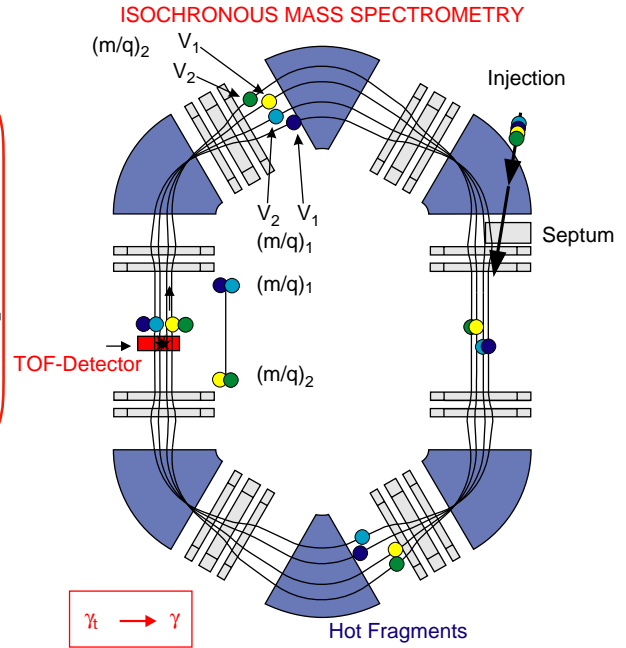 ISOCHRONOUS MASS SPECTROMETRY
(m/q)₂
V₁
V₂
Injection
V₂ V₁
(m/q)₁
Septum
(m/q)₁
TOF-Detector
(m/q)₂
γₜ → γ
Hot Fragments